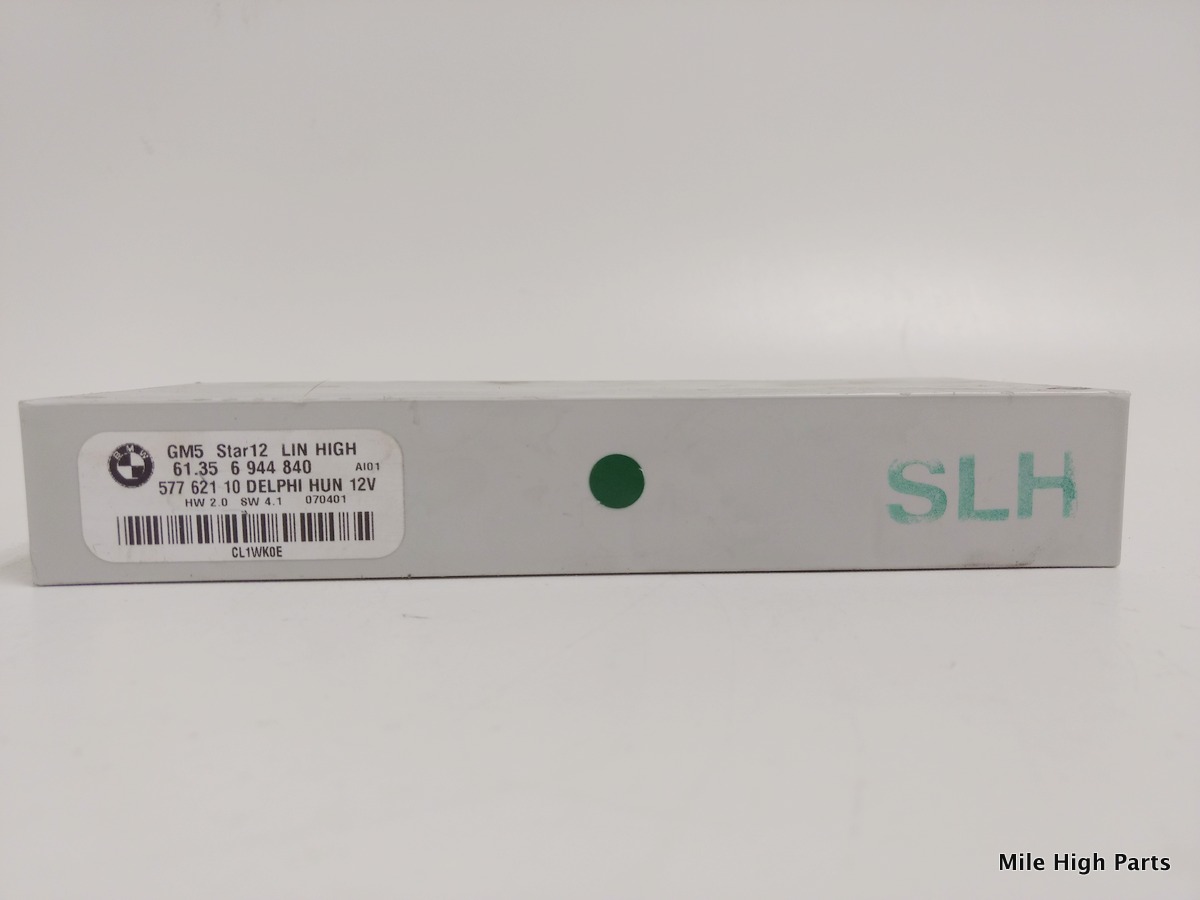 BMW
GM5 Star12 LIN HIGH
61.35 6 944 840 AI01
577 621 10 DELPHI HUN 12V
HW 2.0 SW 4.1 070401
CL1WK0E
SLH
Mile High Parts